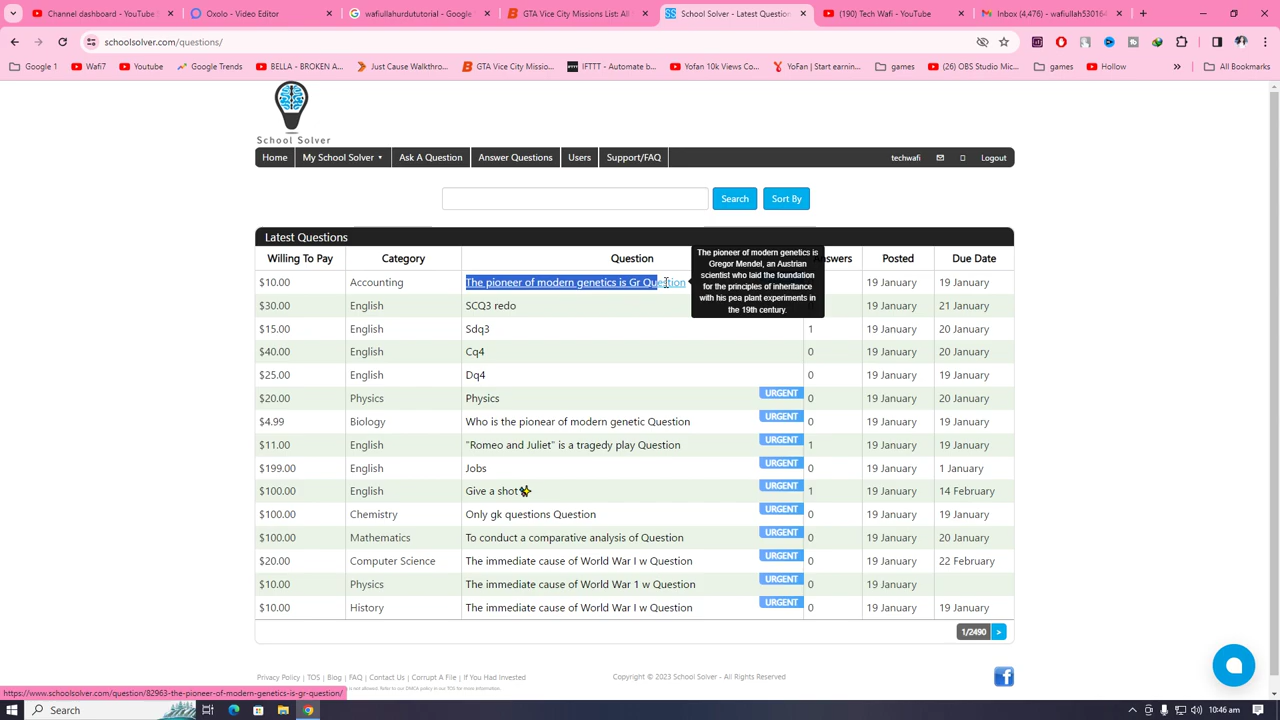 Channel dashboard - YouTube S
Oxolo - Video Editor
wafiullahurdututorial - Google
GTA Vice City Missions List: All
School Solver - Latest Question
(190) Tech Wafi - YouTube
Inbox (4,476) - wafiullah530164
schoolsolver.com/questions/
Google 1
Wafi7
Youtube
Google Trends
BELLA - BROKEN A...
Just Cause Walkthro...
GTA Vice City Missio...
IFTTT - Automate b...
Yofan 10k Views Co...
YoFan | Start earnin...
games
(26) OBS Studio Mic...
games
Hollow
All Bookmarks
School Solver
Home
My School Solver
Ask A Question
Answer Questions
Users
Support/FAQ
techwafi
Logout
Search
Sort By
Latest Questions
Willing To Pay Category Question Answers Posted Due Date
$10.00 Accounting The pioneer of modern genetics is Gr Question 19 January 19 January
The pioneer of modern genetics is
Gregor Mendel, an Austrian
scientist who laid the foundation
for the principles of inheritance
with his pea plant experiments in
the 19th century.
$30.00 English SCQ3 redo 19 January 21 January
$15.00 English Sdq3 1 19 January 20 January
$40.00 English Cq4 0 19 January 20 January
$25.00 English Dq4 0 19 January 19 January
$20.00 Physics Physics URGENT 0 19 January 19 January
$4.99 Biology Who is the pionear of modern genetic Question URGENT 0 19 January 19 January
$11.00 English "Romeo and Juliet" is a tragedy play Question URGENT 1 19 January 19 January
$199.00 English Jobs URGENT 0 19 January 1 January
$100.00 English Give a shot✨ URGENT 1 19 January 14 February
$100.00 Chemistry Only gk questions Question URGENT 0 19 January 19 January
$100.00 Mathematics To conduct a comparative analysis of Question URGENT 0 19 January 20 January
$20.00 Computer Science The immediate cause of World War I w Question URGENT 0 19 January 22 February
$10.00 Physics The immediate cause of World War 1 w Question URGENT 0 19 January
$10.00 History The immediate cause of World War I w Question URGENT 0 19 January 19 January
1/2490 >
Privacy Policy | TOS | Blog | FAQ | Contact Us | Corrupt A File | If You Had Invested
Copyright © 2023 School Solver - All Rights Reserved
is not allowed. Refer to our DMCA policy in our TOS for more information.
https://www.schoolsolver.com/question/82963-the-pioneer-of-modern-genetics-is-gr-question/
Search
10:46 am